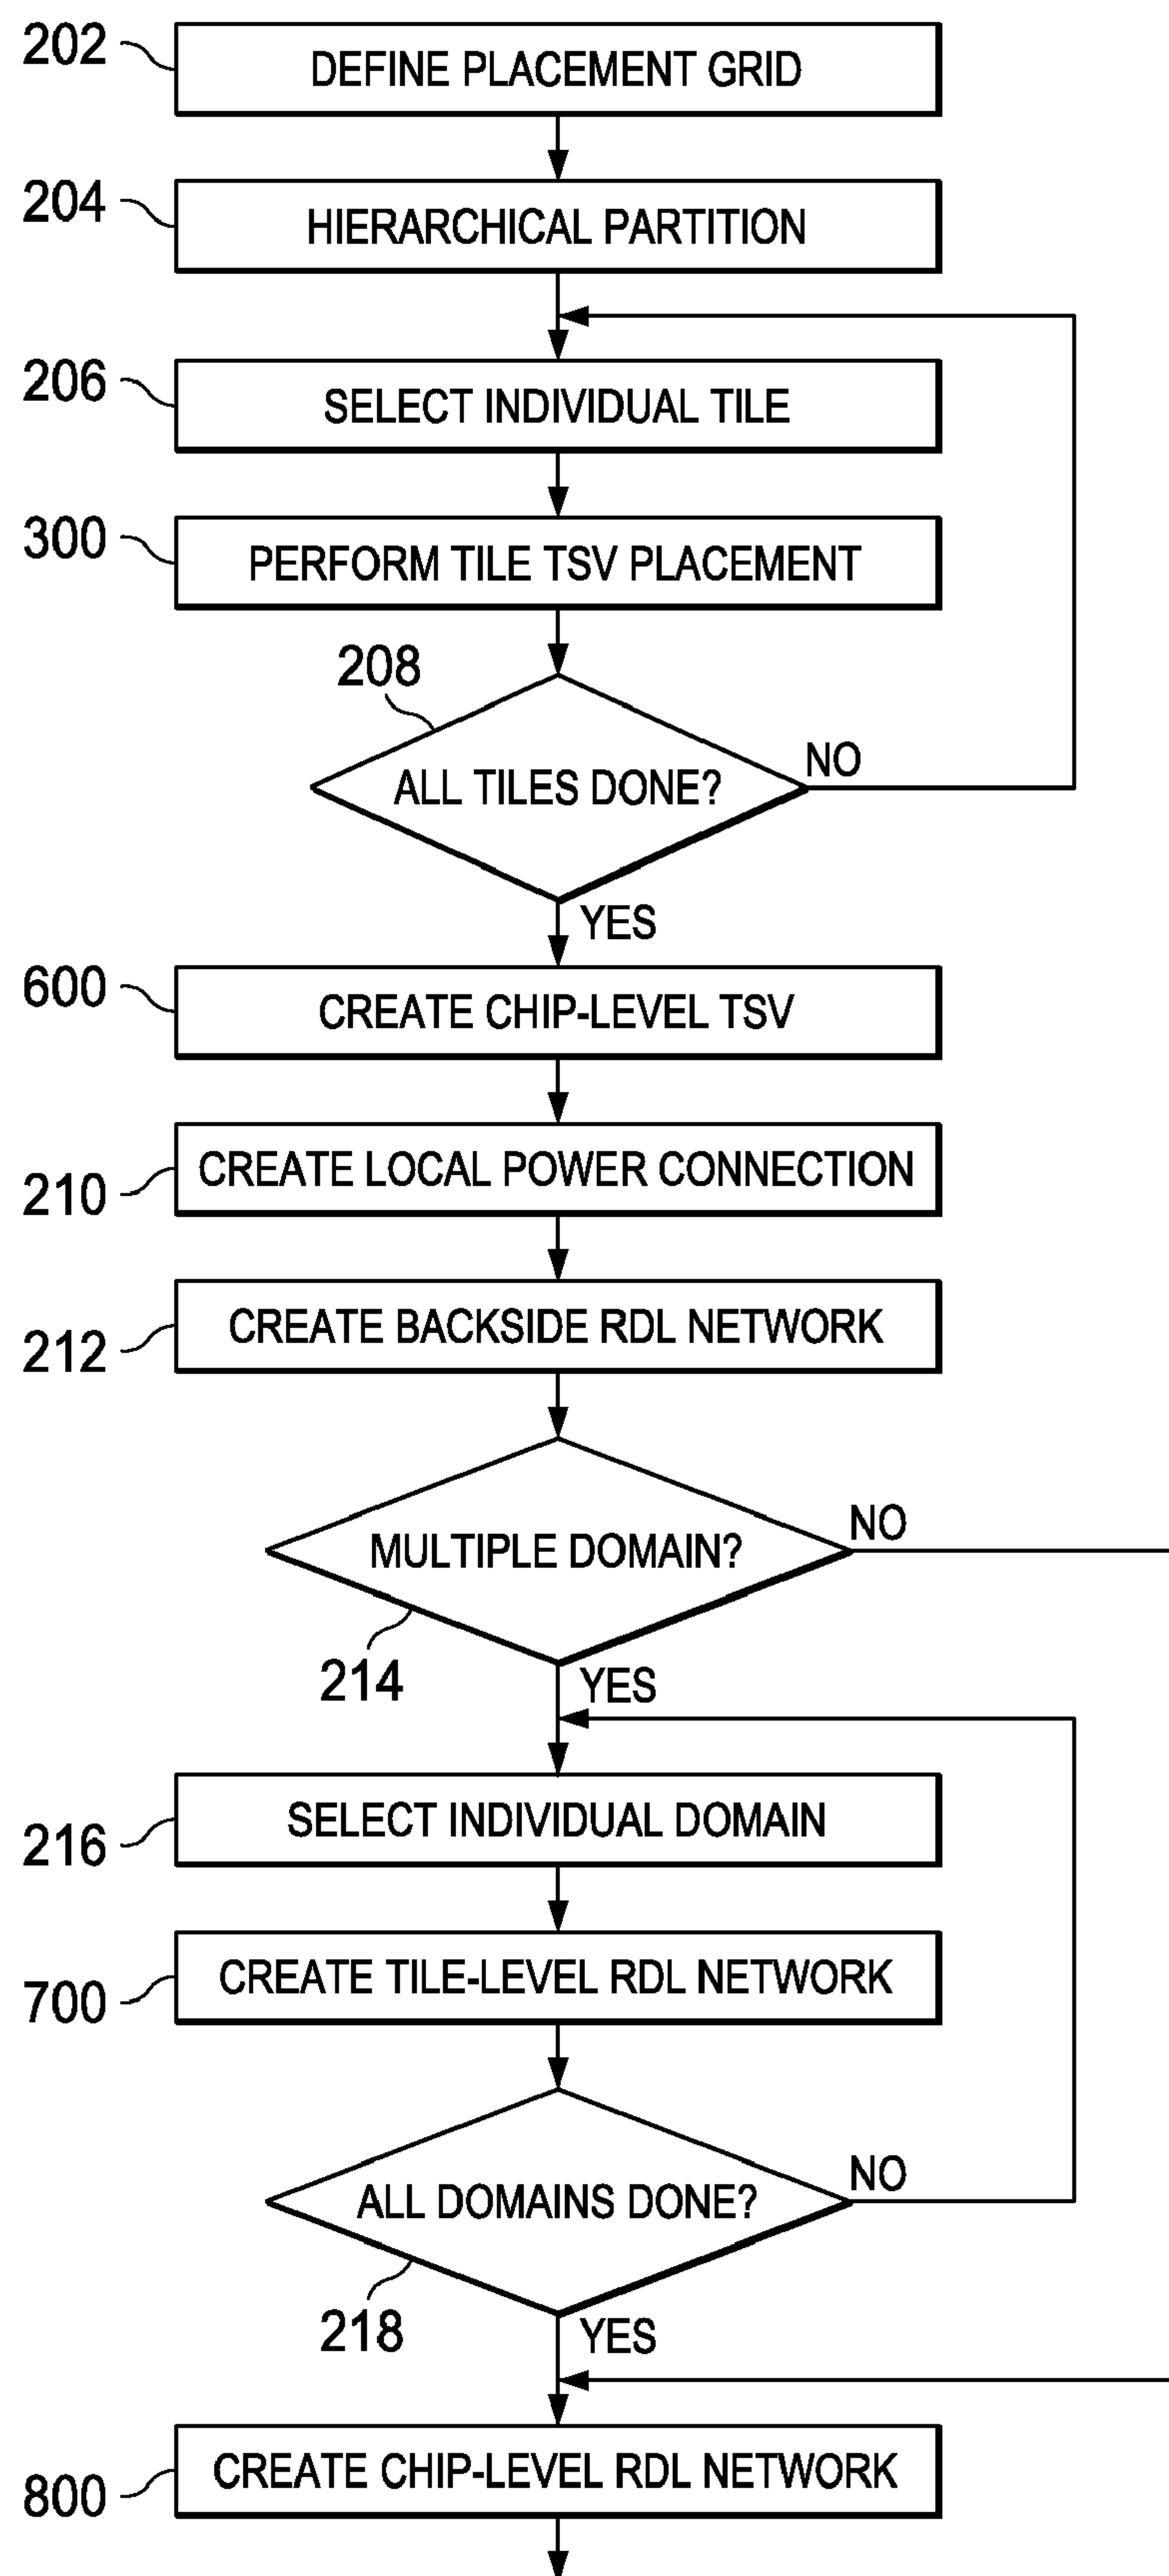 202
DEFINE PLACEMENT GRID
204
HIERARCHICAL PARTITION
206
SELECT INDIVIDUAL TILE
300
PERFORM TILE TSV PLACEMENT
208
ALL TILES DONE?
NO
YES
600
CREATE CHIP-LEVEL TSV
210
CREATE LOCAL POWER CONNECTION
212
CREATE BACKSIDE RDL NETWORK
MULTIPLE DOMAIN?
NO
214
YES
216
SELECT INDIVIDUAL DOMAIN
700
CREATE TILE-LEVEL RDL NETWORK
ALL DOMAINS DONE?
NO
218
YES
800
CREATE CHIP-LEVEL RDL NETWORK